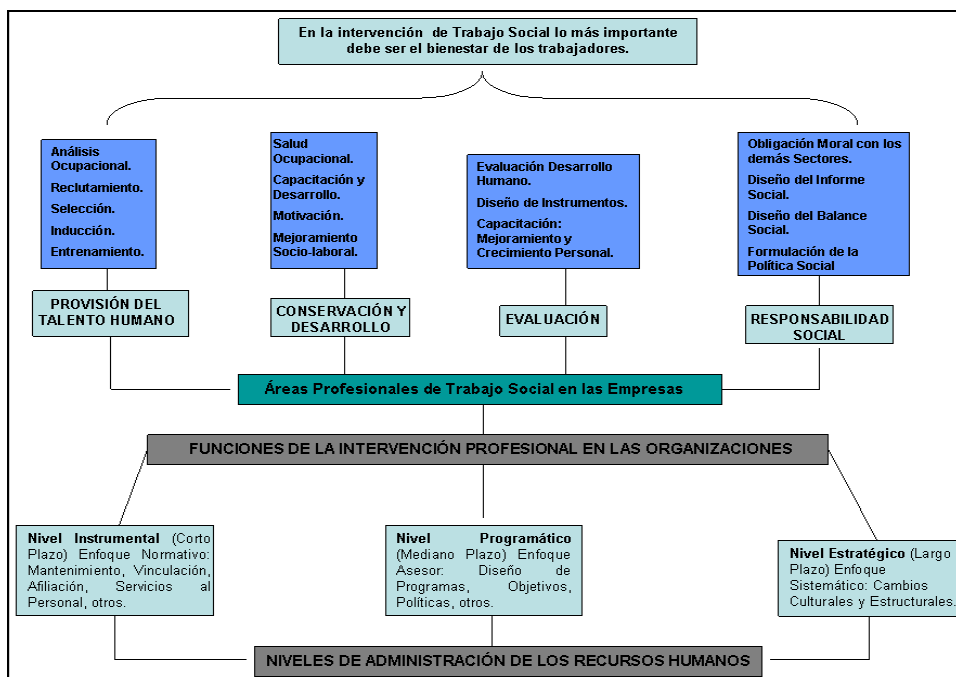 En la intervención de Trabajo Social lo más importante
debe ser el bienestar de los trabajadores.
Análisis
Ocupacional.
Reclutamiento.
Selección.
Inducción.
Entrenamiento.
PROVISIÓN DEL
TALENTO HUMANO
Salud
Ocupacional.
Capacitación y
Desarrollo.
Motivación.
Mejoramiento
Socio-laboral.
CONSERVACIÓN Y
DESARROLLO
Evaluación Desarrollo
Humano.
Diseño de Instrumentos.
Capacitación:
Mejoramiento y
Crecimiento Personal.
EVALUACIÓN
Obligación Moral con los
demás Sectores.
Diseño del Informe
Social.
Diseño del Balance
Social.
Formulación de la
Política Social
RESPONSABILIDAD
SOCIAL
Áreas Profesionales de Trabajo Social en las Empresas
FUNCIONES DE LA INTERVENCIÓN PROFESIONAL EN LAS ORGANIZACIONES
Nivel Instrumental (Corto
Plazo) Enfoque Normativo:
Mantenimiento, Vinculación,
Afiliación, Servicios al
Personal, otros.
Nivel Programático
(Mediano Plazo) Enfoque
Asesor: Diseño de
Programas, Objetivos,
Políticas, otros.
Nivel Estratégico (Largo
Plazo) Enfoque
Sistemático: Cambios
Culturales y Estructurales.
NIVELES DE ADMINISTRACIÓN DE LOS RECURSOS HUMANOS